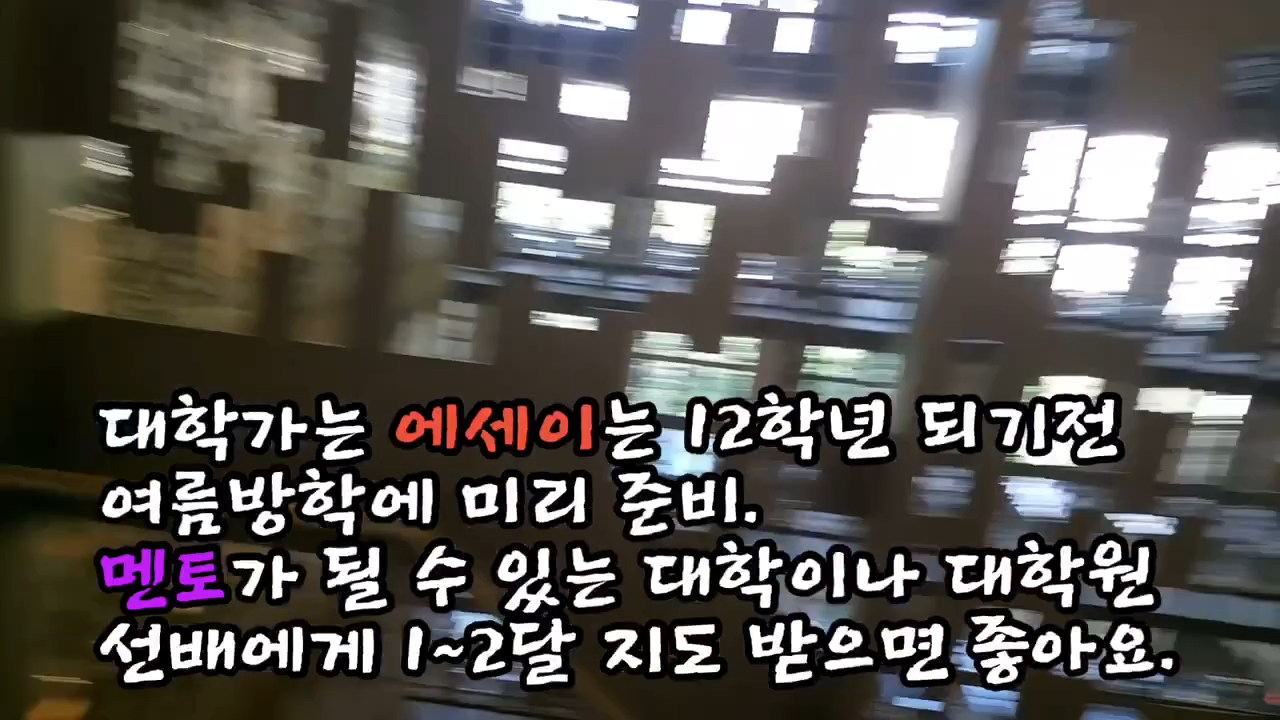 대학가는 에세이는 12학년 되기전
여름방학에 미리 준비.
멘토가 될 수 있는 대학이나 대학원
선배에게 1~2달 지도 받으면 좋아요.